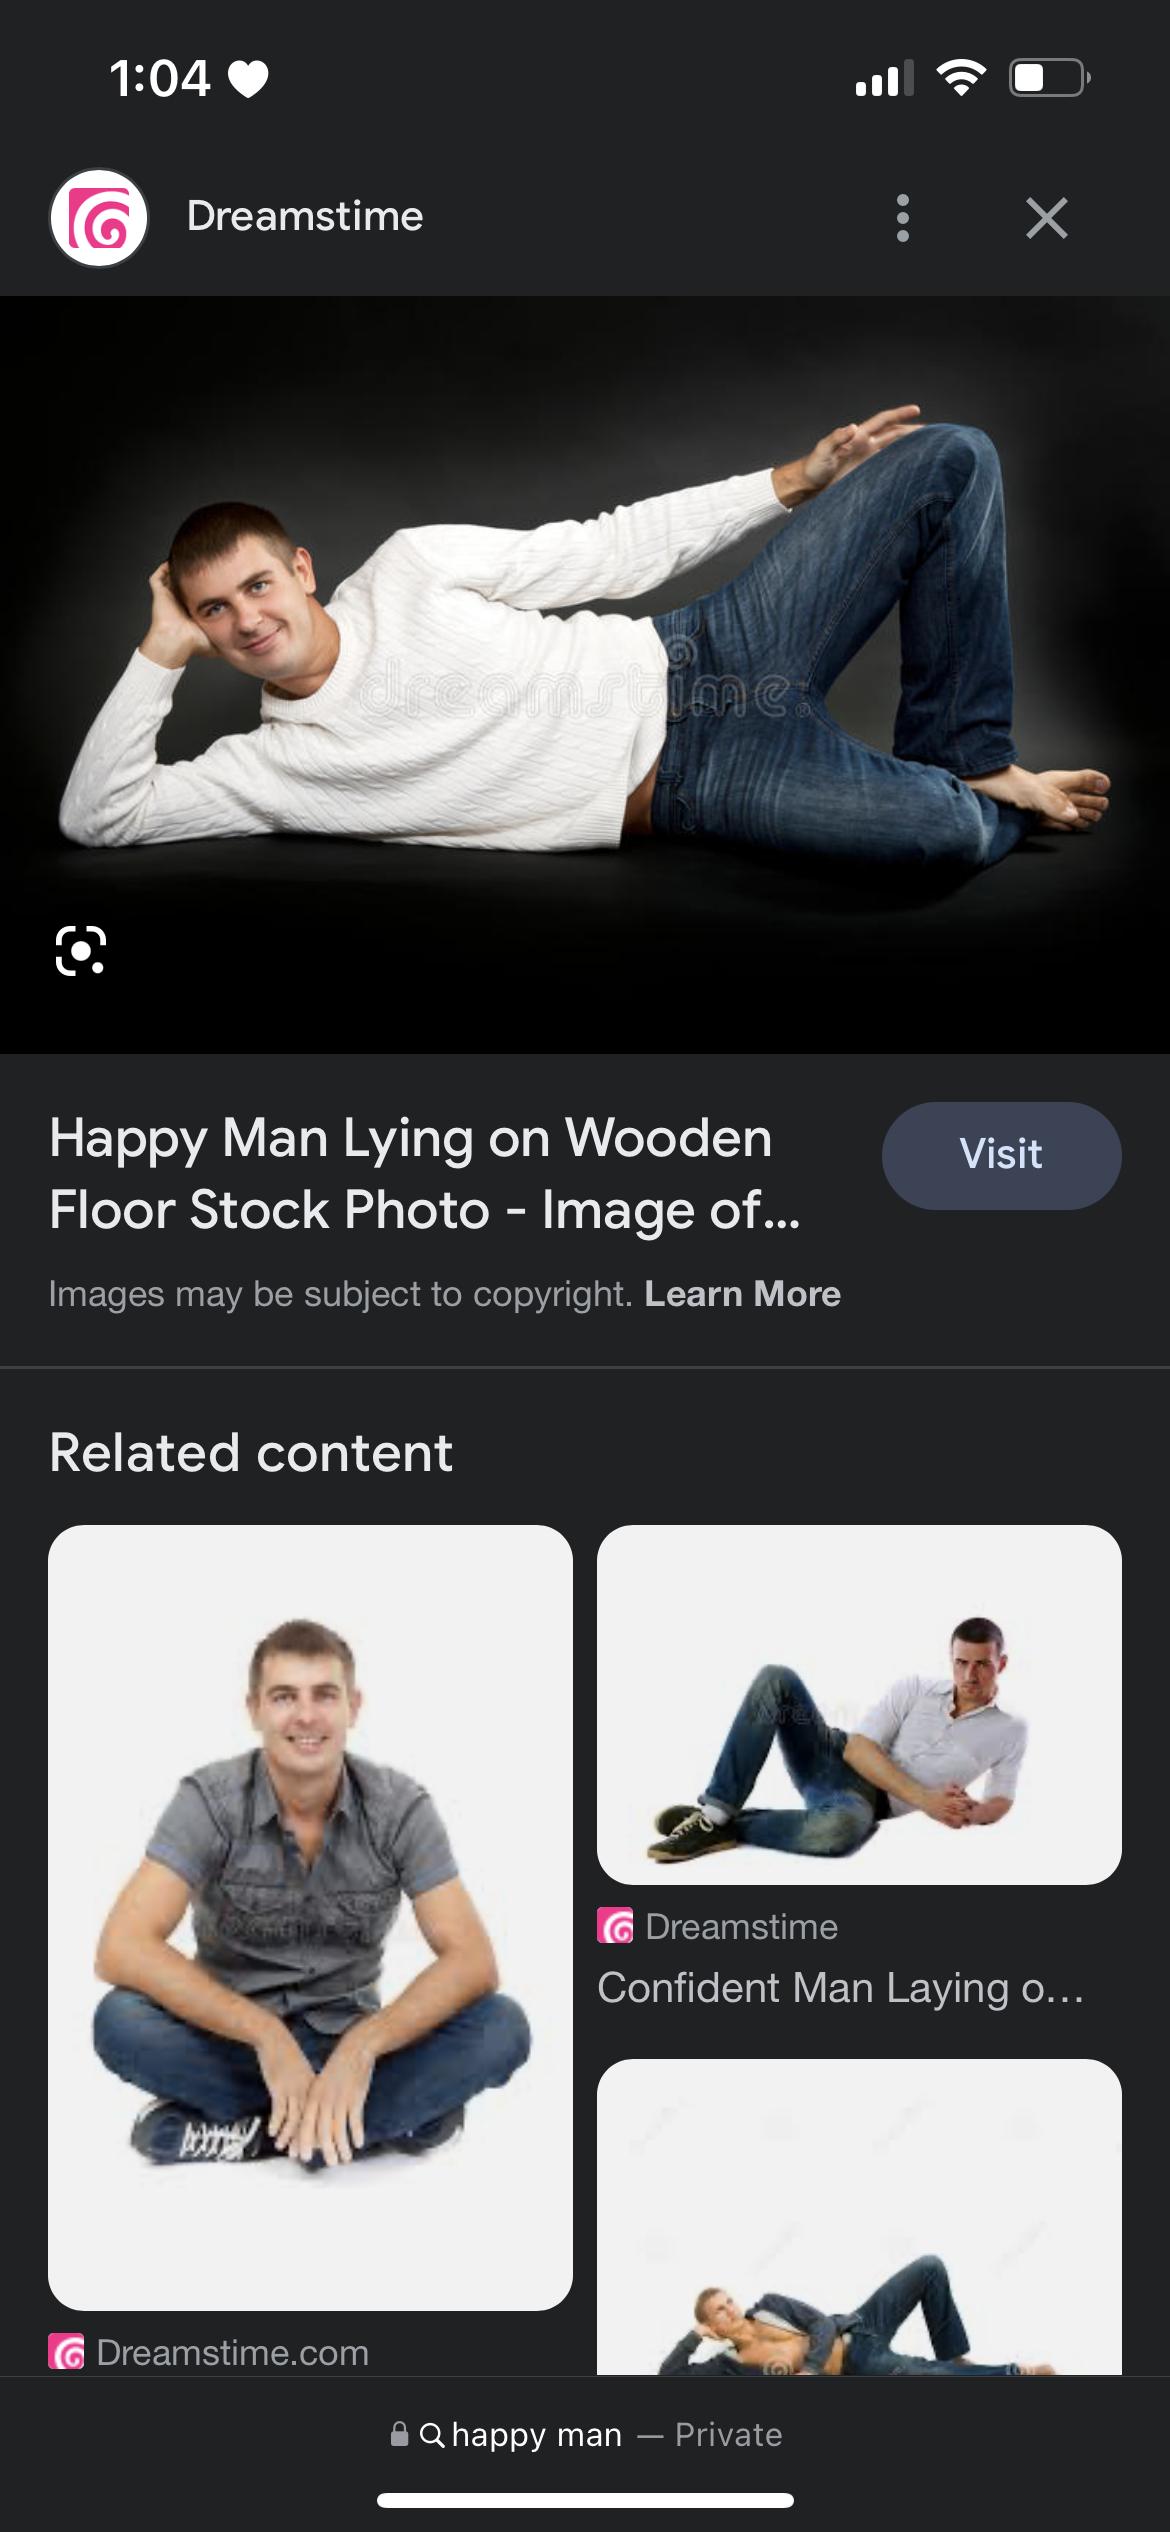 1:04
Dreamstime
dreamstime®
Happy Man Lying on Wooden
Floor Stock Photo - Image of...
Visit
Images may be subject to copyright. Learn More
Related content
Dreamstime
Confident Man Laying o...
Dreamstime.com
happy man — Private